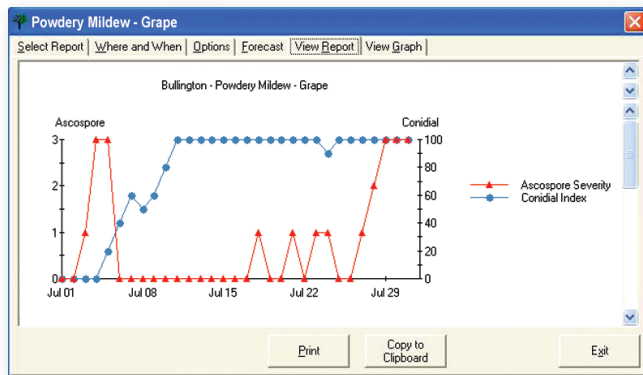 Powdery Mildew - Grape
Select Report Where and When Options Forecast View Report View Graph
Bullington - Powdery Mildew - Grape
Ascospore Conidial
3 100
80
2
60
40
1
20
0 0
Jul 01 Jul 08 Jul 15 Jul 22 Jul 29
Ascospore Severity
Conidial Index
Print
Copy to
Clipboard
Exit